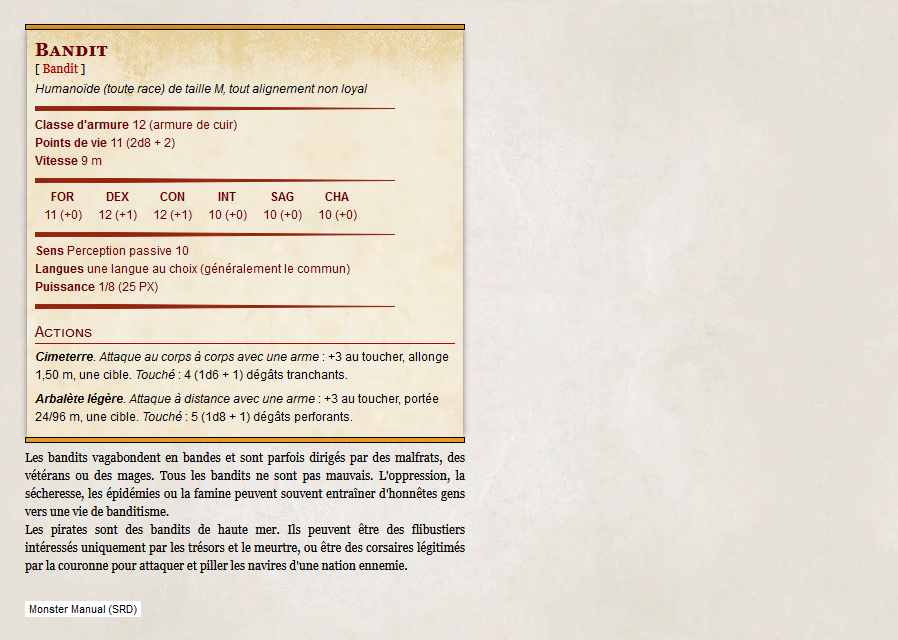 BANDIT
[ Bandit ]
Humanoïde (toute race) de taille M, tout alignement non loyal
Classe d'armure 12 (armure de cuir)
Points de vie 11 (2d8 + 2)
Vitesse 9 m
FOR DEX CON INT SAG CHA
11 (+0) 12 (+1) 12 (+1) 10 (+0) 10 (+0) 10 (+0)
Sens Perception passive 10
Langues une langue au choix (généralement le commun)
Puissance 1/8 (25 PX)
ACTIONS
Cimeterre. Attaque au corps à corps avec une arme : +3 au toucher, allonge
1,50 m, une cible. Touché : 4 (1d6 + 1) dégâts tranchants.
Arbalète légère. Attaque à distance avec une arme : +3 au toucher, portée
24/96 m, une cible. Touché : 5 (1d8 + 1) dégâts perforants.
Les bandits vagabondent en bandes et sont parfois dirigés par des malfrats, des
vétérans ou des mages. Tous les bandits ne sont pas mauvais. L'oppression, la
sécheresse, les épidémies ou la famine peuvent souvent entraîner d'honnêtes gens
vers une vie de banditisme.
Les pirates sont des bandits de haute mer. Ils peuvent être des flibustiers
intéressés uniquement par les trésors et le meurtre, ou être des corsaires légitimés
par la couronne pour attaquer et piller les navires d'une nation ennemie.
Monster Manual (SRD)